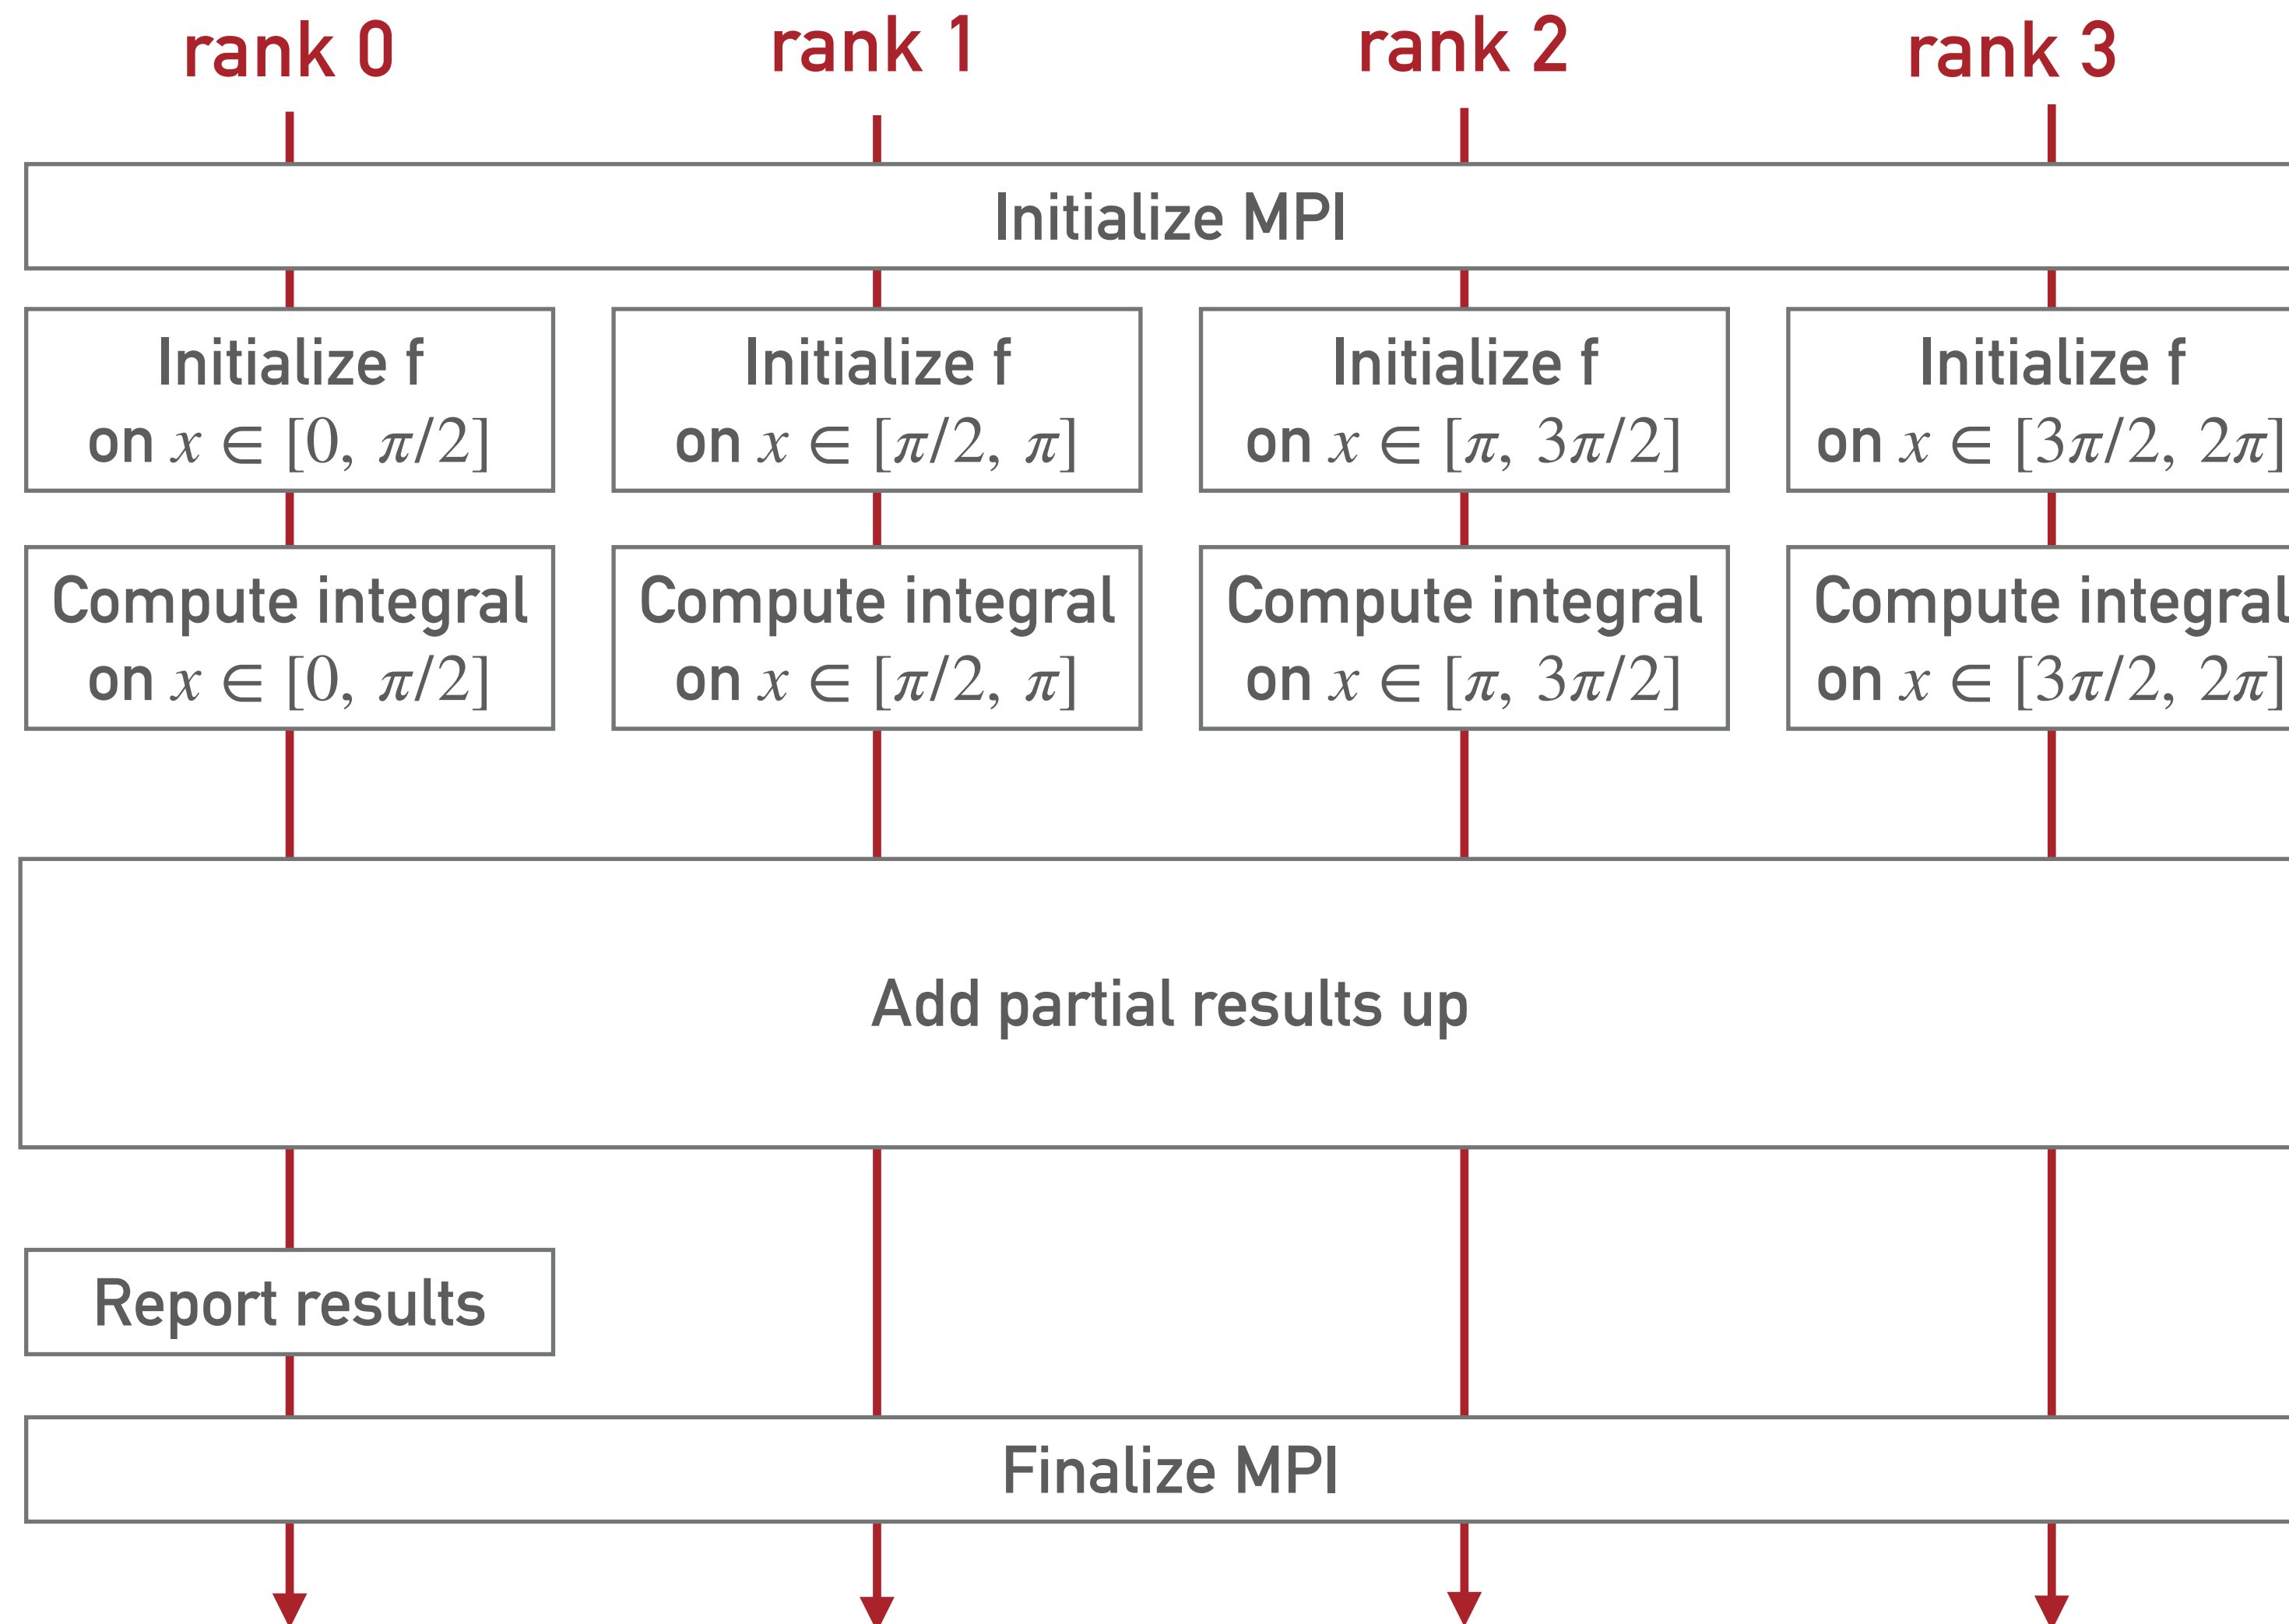 rank 0
rank 1
rank 2
rank 3
Initialize MPI
Initialize f
on x ∈ [0, π/2]
Initialize f
on x ∈ [π/2, π]
Initialize f
on x ∈ [π, 3π/2]
Initialize f
on x ∈ [3π/2, 2π]
Compute integral
on x ∈ [0, π/2]
Compute integral
on x ∈ [π/2, π]
Compute integral
on x ∈ [π, 3π/2]
Compute integral
on x ∈ [3π/2, 2π]
Add partial results up
Report results
Finalize MPI